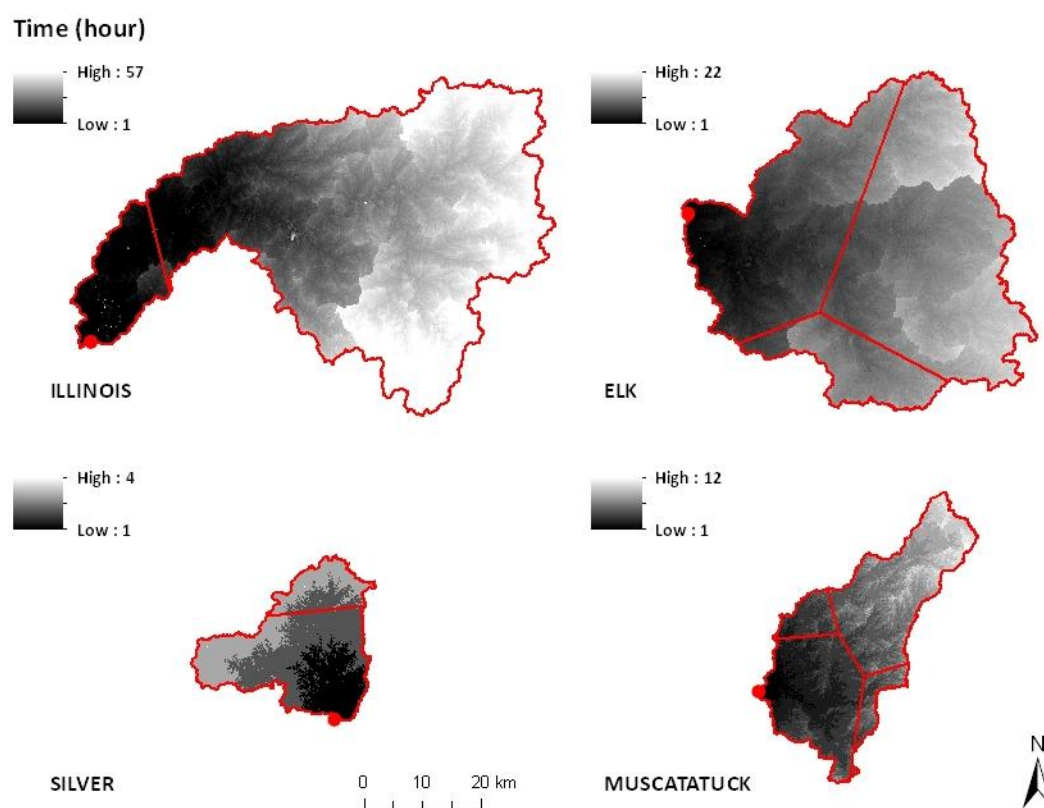 Time (hour)
High : 57
Low : 1
ILLINOIS
High : 22
Low : 1
ELK
High : 4
Low : 1
SILVER
0 10 20 km
High : 12
Low : 1
MUSCATATUCK
N